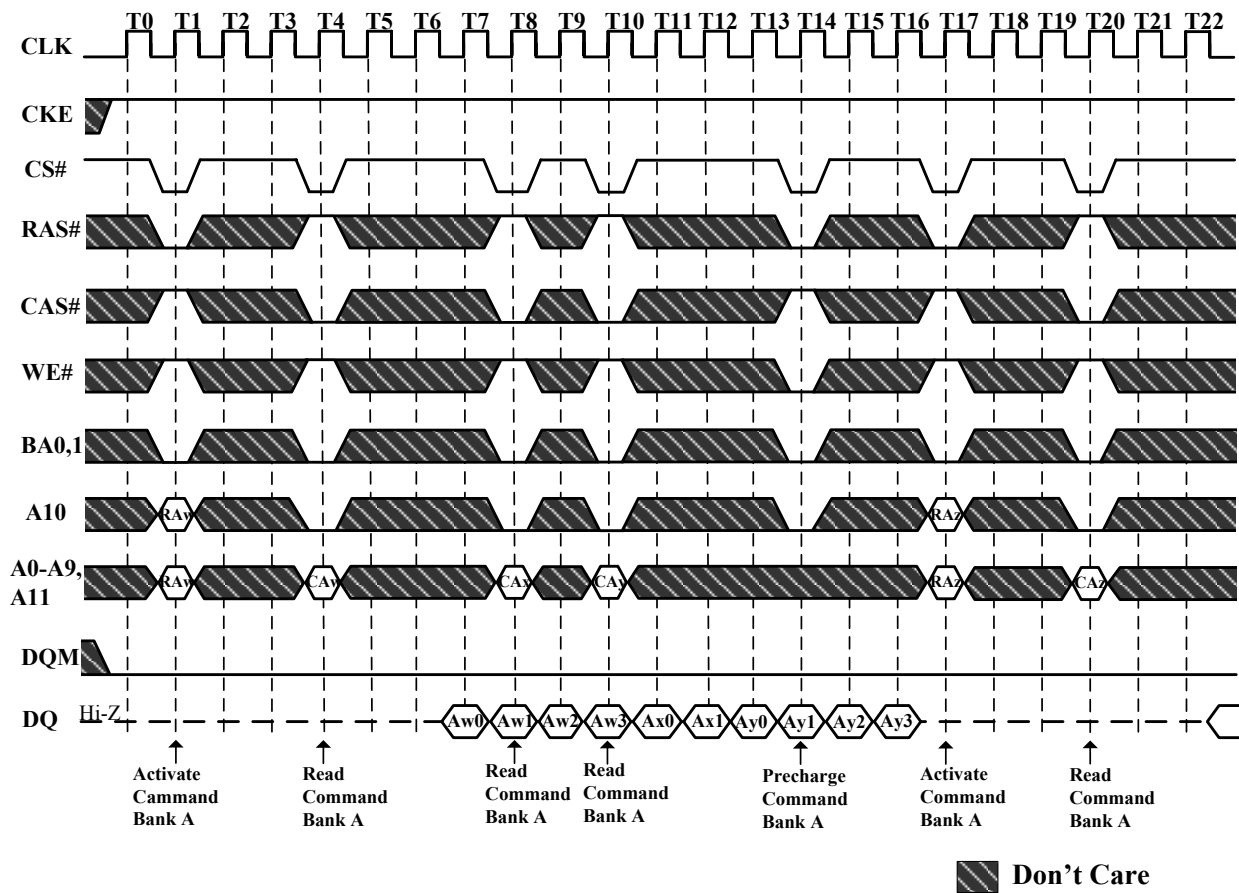 T0 T1 T2 T3 T4 T5 T6 T7 T8 T9 T10 T11 T12 T13 T14 T15 T16 T17 T18 T19 T20 T21 T22
CLK
CKE
CS#
RAS#
CAS#
WE#
BA0,1
A10 RAw RAz
A0-A9,
A11 RAw CAw CAx CAy RAz CAz
DQM
DQ Hi-Z Aw0 Aw1 Aw2 Aw3 Ax0 Ax1 Ay0 Ay1 Ay2 Ay3
Activate
Cammand
Bank A
Read
Command
Bank A
Read
Command
Bank A
Read
Command
Bank A
Precharge
Command
Bank A
Activate
Command
Bank A
Read
Command
Bank A
Don't Care